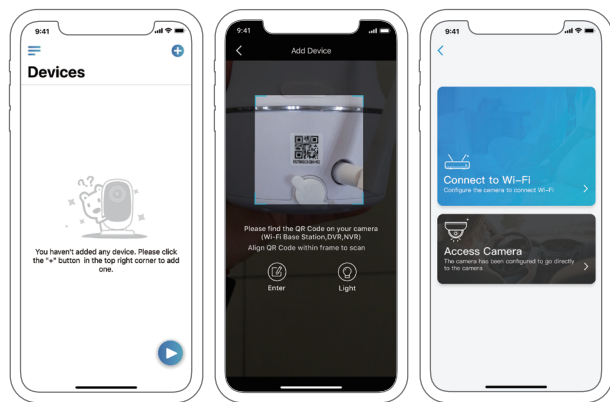 9:41
Devices
You haven't added any device. Please click
the "+" button in the top right corner to add
one.
9:41
Add Device
Please find the QR Code on your camera
(Wi-Fi Base Station,DVR,NVR)
Align QR Code within frame to scan
Enter
Light
9:41
Connect to Wi-Fi
Configure the camera to connect Wi-Fi
Access Camera
The camera has been configured to go directly
to the camera